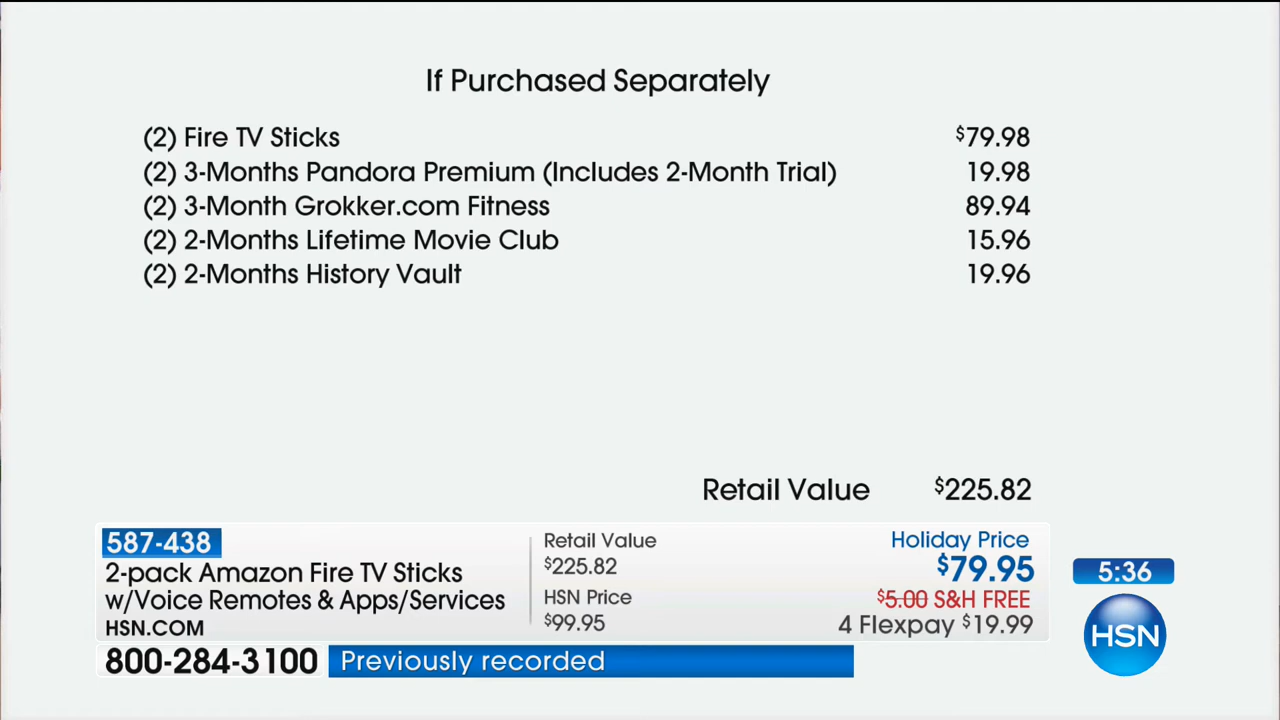 If Purchased Separately
(2) Fire TV Sticks $79.98
(2) 3-Months Pandora Premium (Includes 2-Month Trial) 19.98
(2) 3-Month Grokker.com Fitness 89.94
(2) 2-Months Lifetime Movie Club 15.96
(2) 2-Months History Vault 19.96
Retail Value $225.82
587-438
2-pack Amazon Fire TV Sticks
w/Voice Remotes & Apps/Services
HSN.COM
Retail Value
$225.82
HSN Price
$99.95
Holiday Price
$79.95
$5.00 S&H FREE
4 Flexpay $19.99
5:36
HSN
800-284-3100 Previously recorded